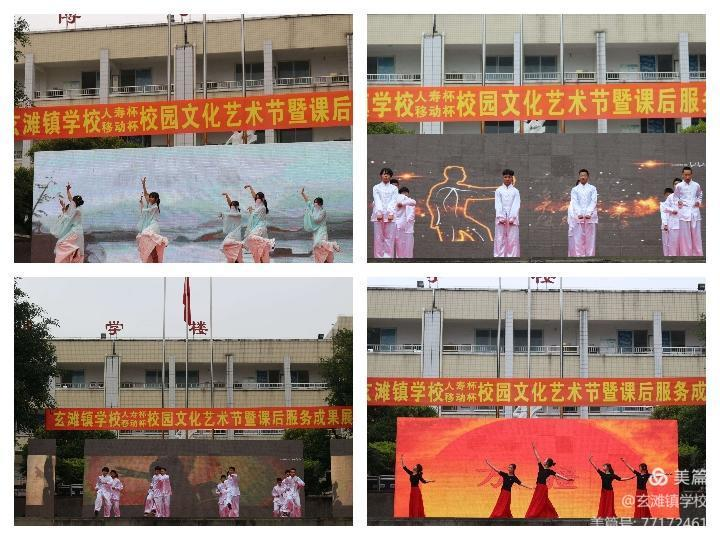 玄滩镇学校人寿杯移动杯校园文化艺术节暨课后
学校人寿杯移动杯校园文化艺术节暨课后服务
学 楼
玄滩镇学校人寿杯移动杯校园文化艺术节暨课后服务成果展
玄滩镇学校人寿杯移动杯校园文化艺术节暨课后服务成
美篇
@玄滩镇学校
美篇号: 77172461